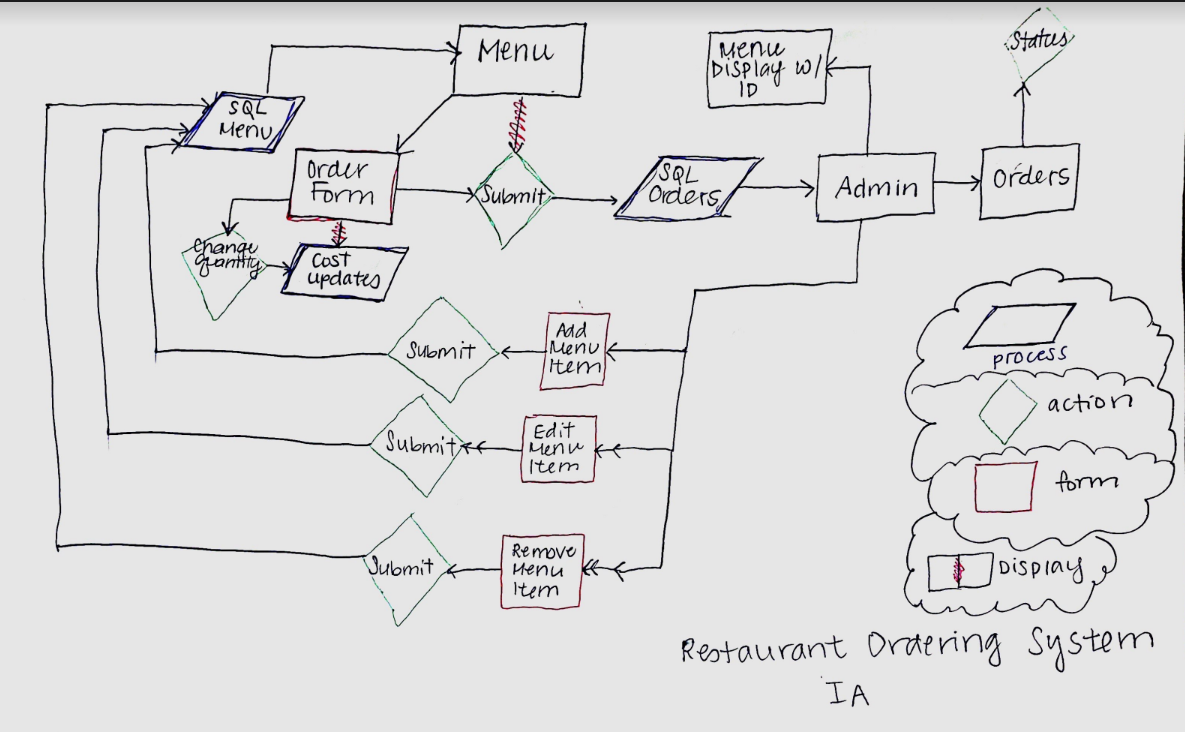 Menu
Menu
Display w/
ID
Status
SQL
Menu
Order
Form
Submit
SQL
Orders
Admin
Orders
Change
quantity
Cost
updates
Submit
Add
Menu
Item
process
action
Submit
Edit
Menu
Item
form
Submit
Remove
Menu
Item
Display
Restaurant Ordering System
IA